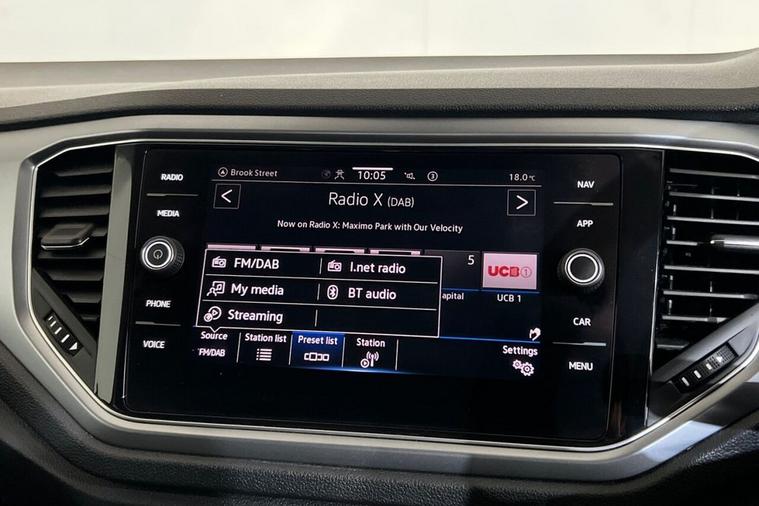 RADIO
MEDIA
PHONE
VOICE
Brook Street 10:05 3 18.0°C
< Radio X (DAB) >
Now on Radio X: Maximo Park with Our Velocity
FM/DAB I.net radio
My media BT audio
Streaming
5
apital
UCB 1
UCB 1
Source Station list Preset list Station Settings
FM/DAB
NAV
APP
CAR
MENU